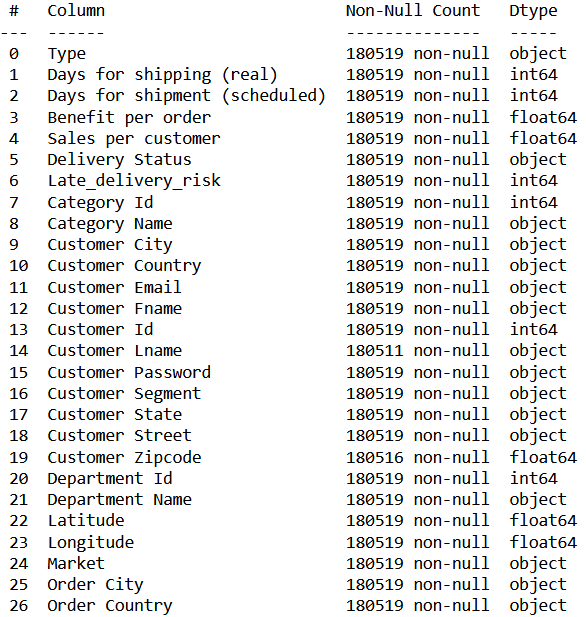 #   Column                         Non-Null Count   Dtype
---  ------                         --------------   -----
 0   Type                           180519 non-null  object
 1   Days for shipping (real)       180519 non-null  int64
 2   Days for shipment (scheduled)  180519 non-null  int64
 3   Benefit per order              180519 non-null  float64
 4   Sales per customer             180519 non-null  float64
 5   Delivery Status                180519 non-null  object
 6   Late_delivery_risk             180519 non-null  int64
 7   Category Id                    180519 non-null  int64
 8   Category Name                  180519 non-null  object
 9   Customer City                  180519 non-null  object
 10  Customer Country               180519 non-null  object
 11  Customer Email                 180519 non-null  object
 12  Customer Fname                 180519 non-null  object
 13  Customer Id                    180519 non-null  int64
 14  Customer Lname                 180511 non-null  object
 15  Customer Password              180519 non-null  object
 16  Customer Segment               180519 non-null  object
 17  Customer State                 180519 non-null  object
 18  Customer Street                180519 non-null  object
 19  Customer Zipcode               180516 non-null  float64
 20  Department Id                  180519 non-null  int64
 21  Department Name                180519 non-null  object
 22  Latitude                       180519 non-null  float64
 23  Longitude                      180519 non-null  float64
 24  Market                         180519 non-null  object
 25  Order City                     180519 non-null  object
 26  Order Country                  180519 non-null  object